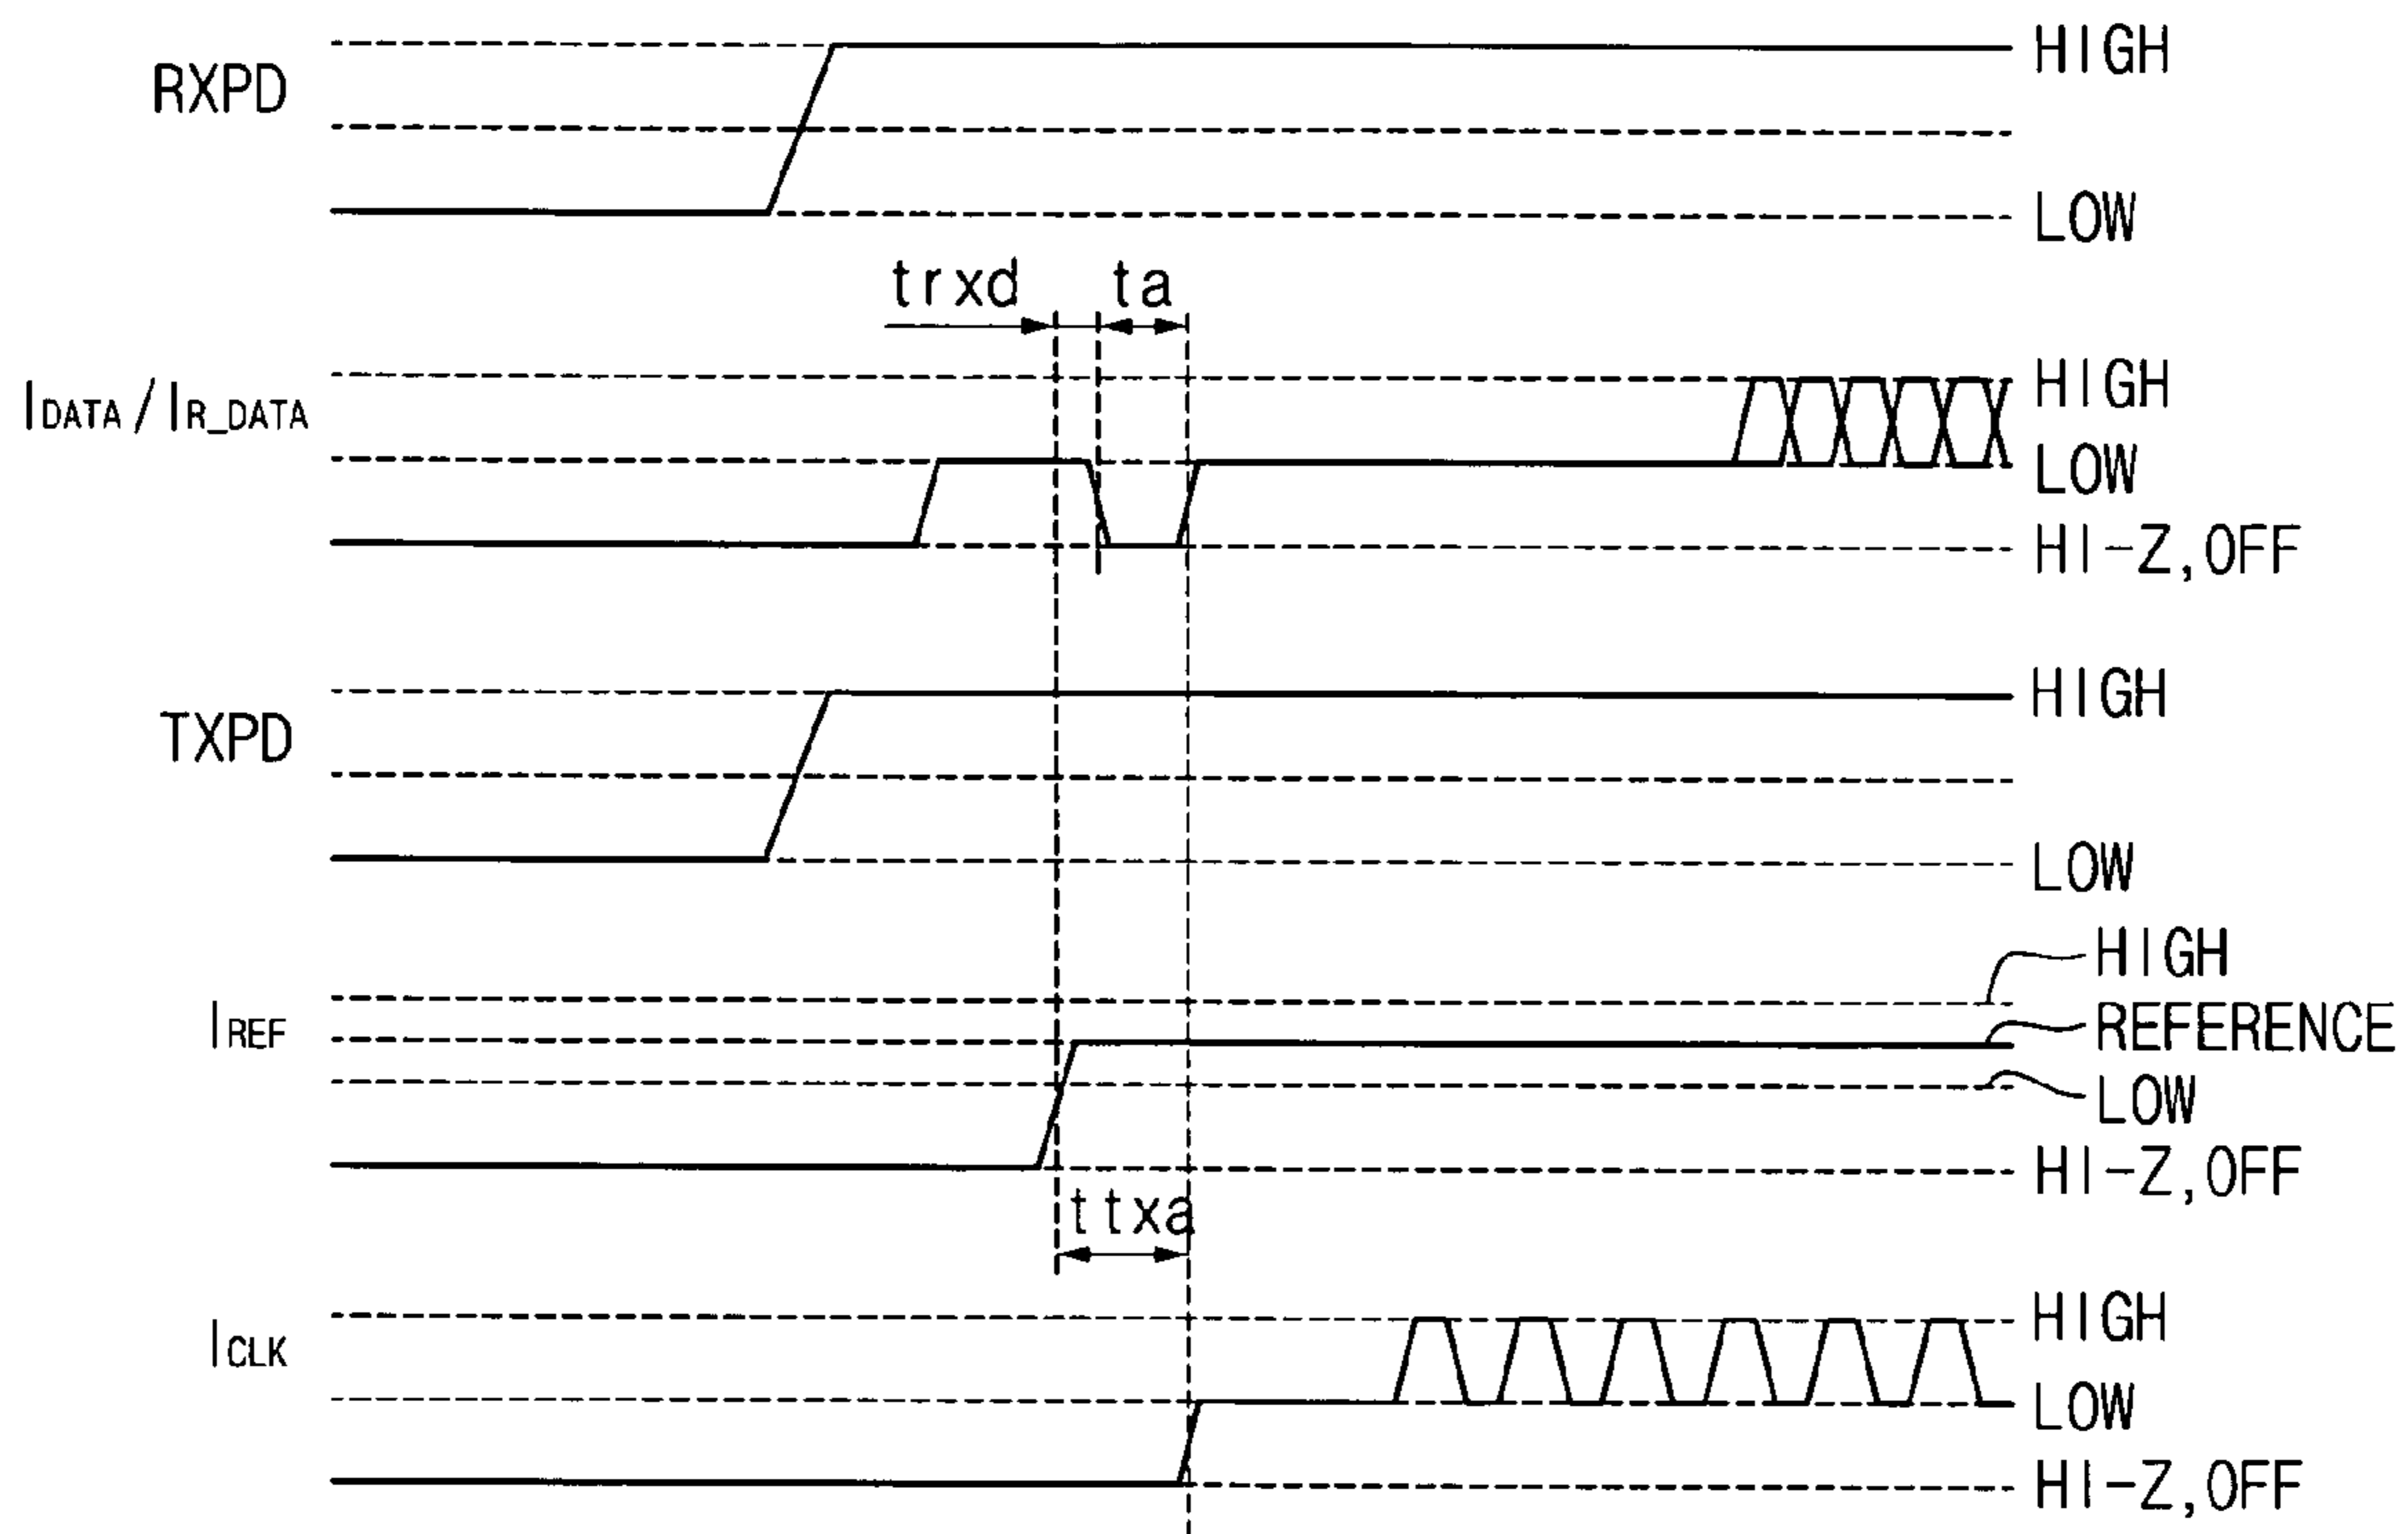 HIGH
RXPD
LOW
trxd ta
HIGH
IDATA/IR_DATA
LOW
HI-Z,OFF
HIGH
TXPD
LOW
HIGH
IREF
REFERENCE
LOW
HI-Z,OFF
ttxa
HIGH
ICLK
LOW
HI-Z,OFF